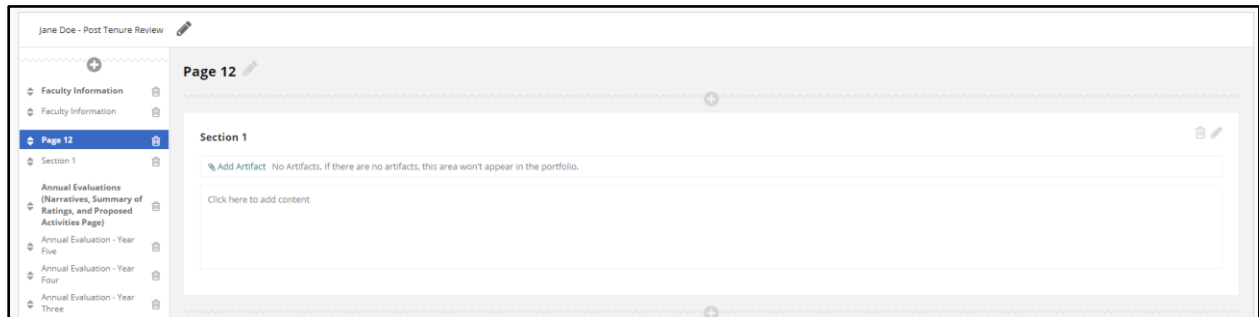 Jane Doe - Post Tenure Review
Faculty Information
Faculty Information
Page 12
Section 1
Annual Evaluations
(Narratives, Summary of
Ratings, and Proposed
Activities Page)
Annual Evaluation - Year
Five
Annual Evaluation - Year
Four
Annual Evaluation - Year
Three
Page 12
Section 1
Add Artifact No Artifacts. If there are no artifacts, this area won't appear in the portfolio.
Click here to add content